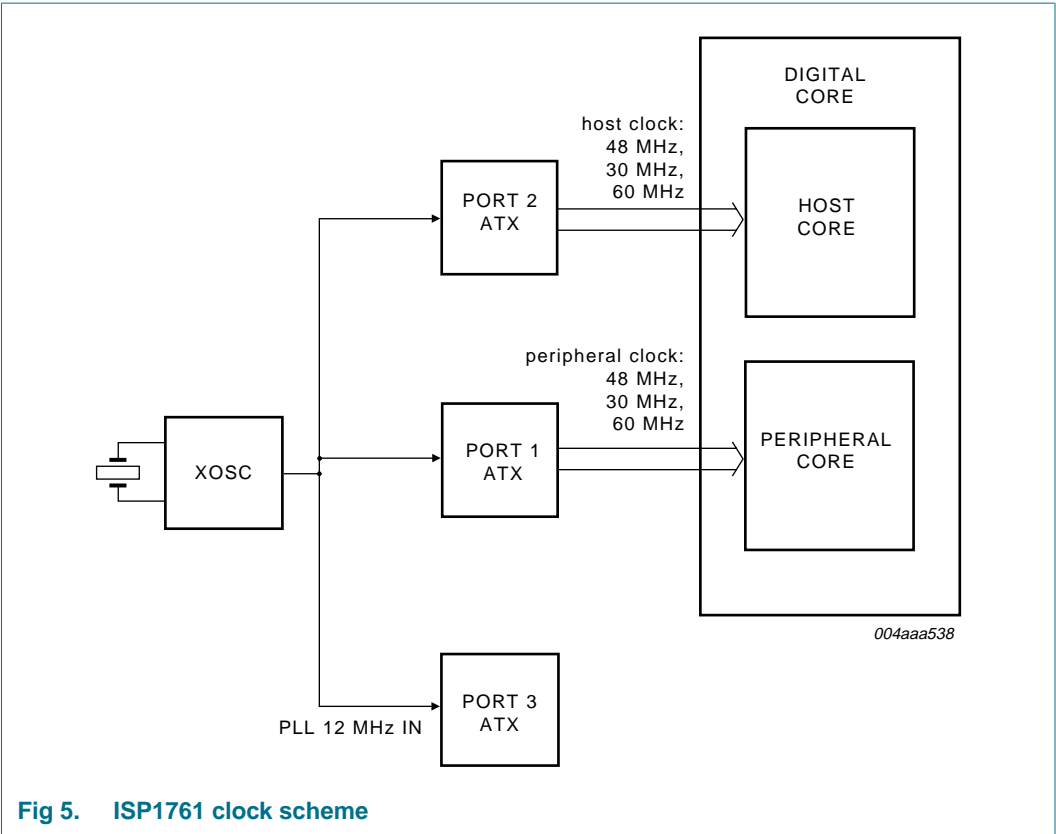 DIGITAL
CORE
host clock:
48 MHz,
30 MHz,
60 MHz
PORT 2
ATX
HOST
CORE
peripheral clock:
48 MHz,
30 MHz,
60 MHz
XOSC
PORT 1
ATX
PERIPHERAL
CORE
004aaa538
PORT 3
ATX
PLL 12 MHz IN
Fig 5. ISP1761 clock scheme